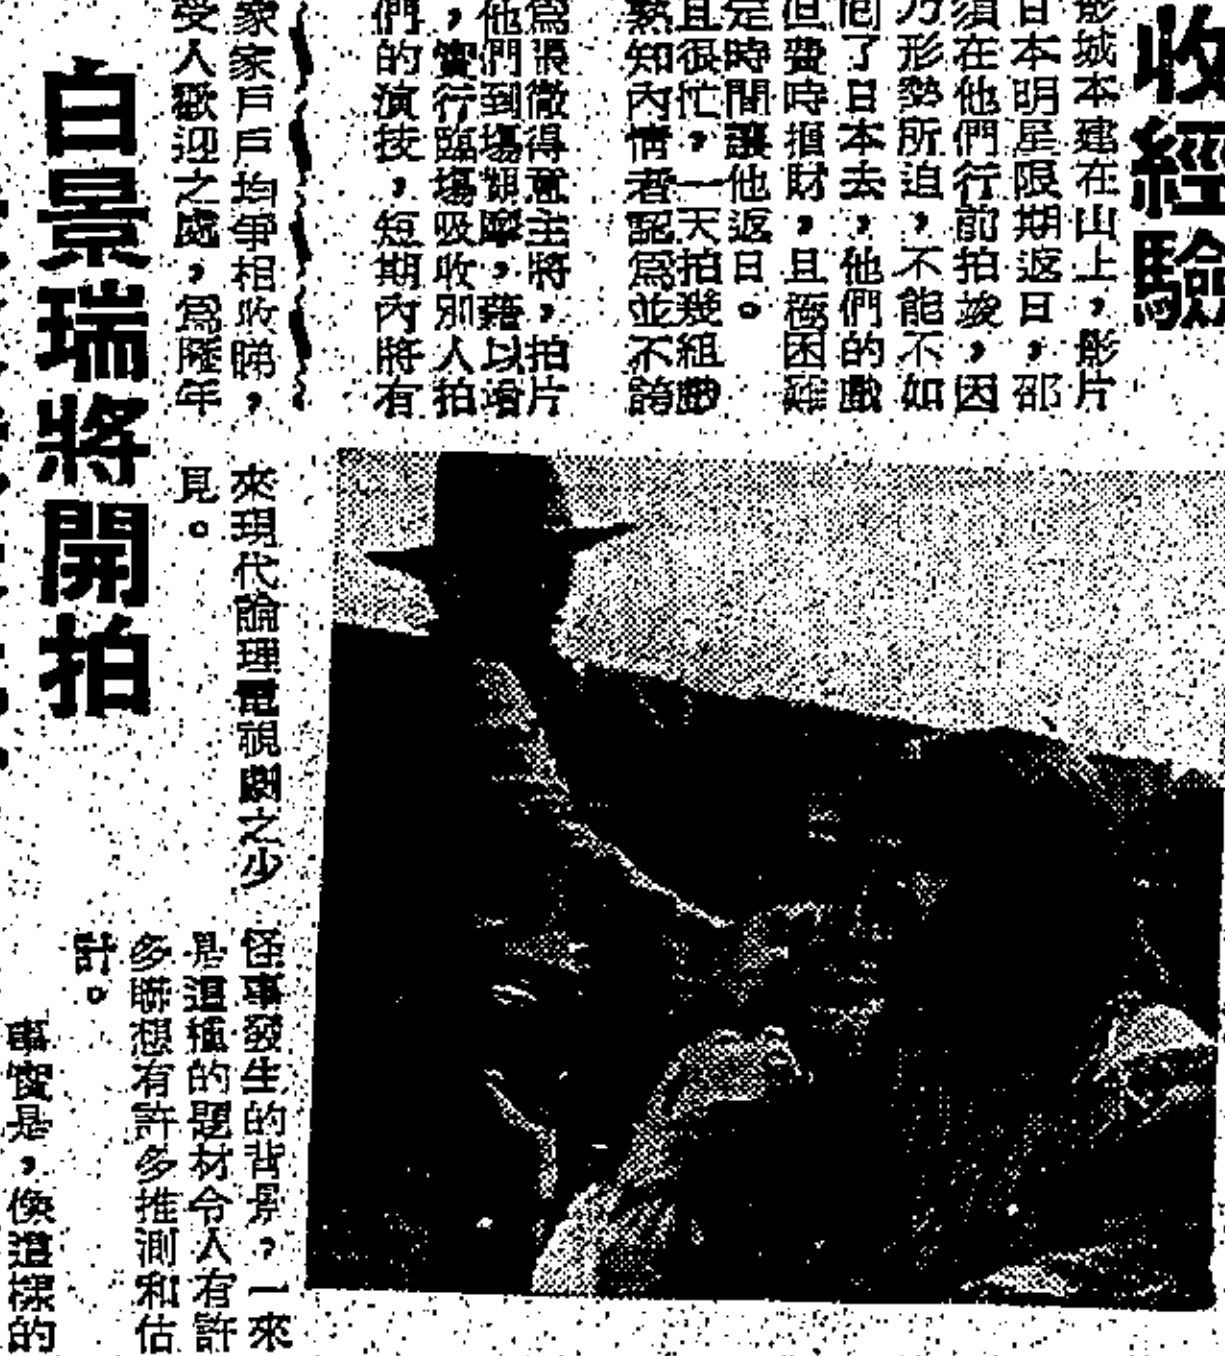 收經驗
影城本建在山上，影片
日本明星限期返日，邵
須在他們行前拍竣，因
乃形勢所迫，不能不如
回了日本去，他們的戲
但費時損財，且極困難
定時間讓他返日。
且很忙，一天拍幾組戲
熟知內情者認爲並不誇
爲張徹得意主將，拍片
他們到場觀摩，藉以增
，實行臨場吸收別人拍
們的演技，短期內將有
家家戶戶均爭相收睇，
受人歡迎之處，爲歷年
來現代論理電視劇之少
見。
白景瑞將開拍
怪事發生的背景，一來
是這種的題材令人有許
多聯想有許多推測和估
計。
事實是，像這樣的